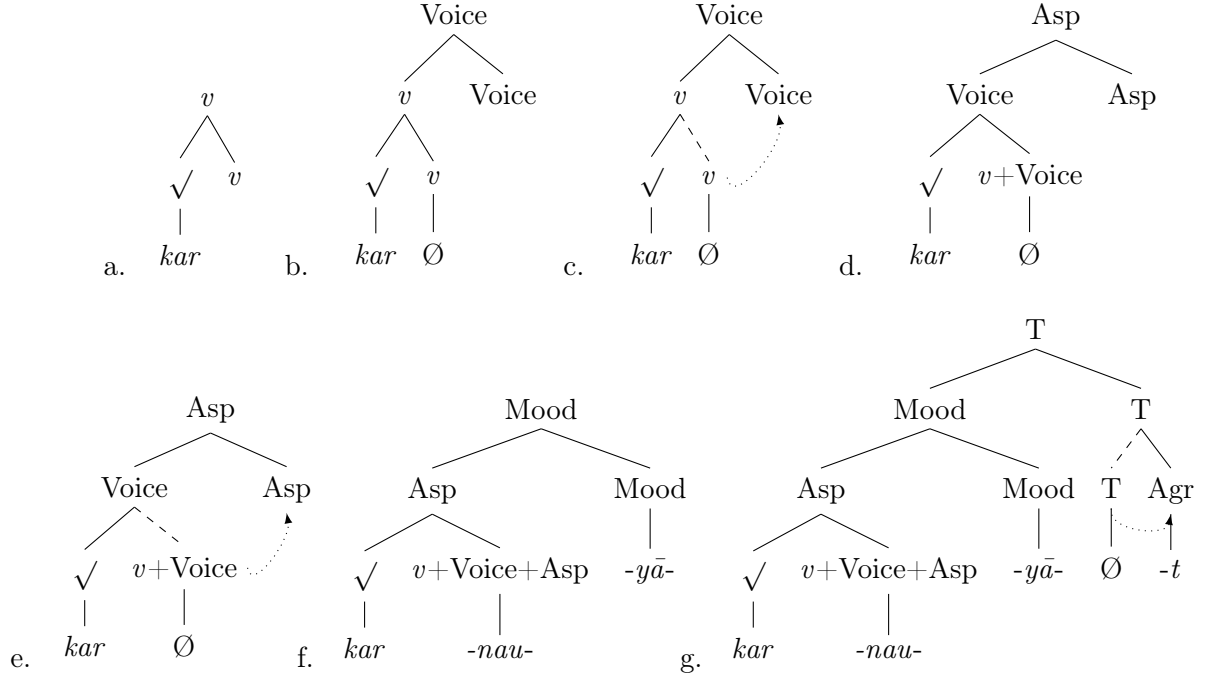 Voice Voice Asp
v v Voice v Voice Voice Asp
√ v √ v √ v √ v+Voice
a. kar b. kar Ø c. kar Ø d. kar Ø
T
Asp Mood Mood T
Voice Asp Asp Mood Asp Mood T Agr
√ v+Voice √ v+Voice+Asp -yā- √ v+Voice+Asp -yā- Ø -t
e. kar Ø f. kar -nau- g. kar -nau-